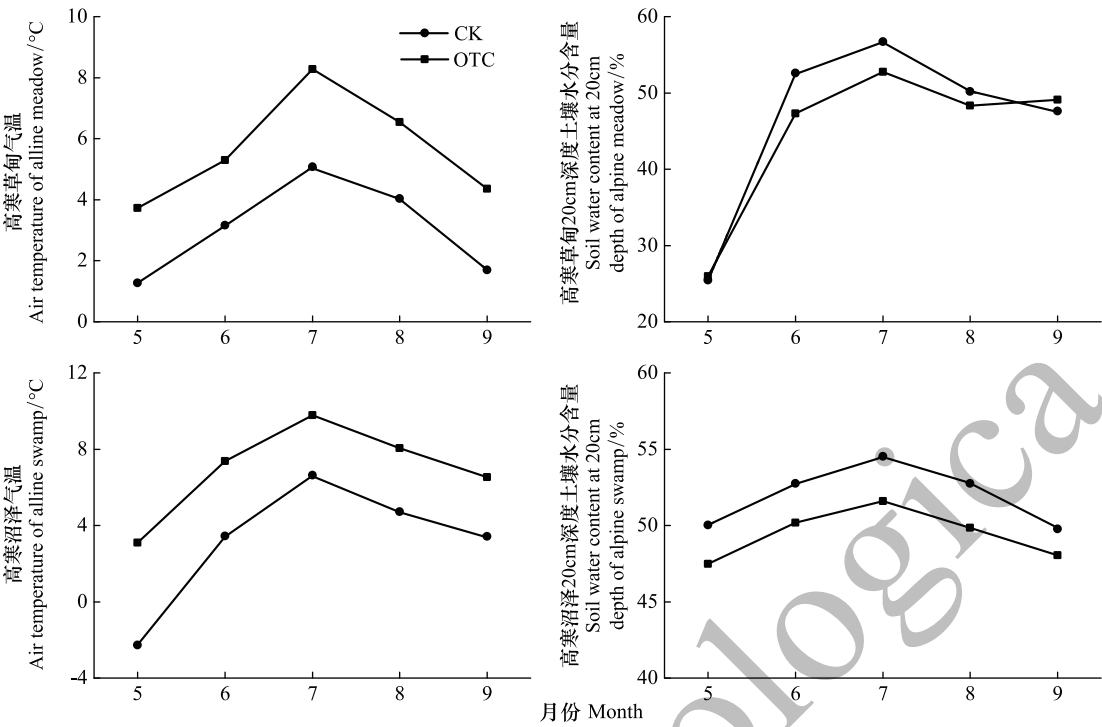 高寒草甸气温
Air temperature of alline meadow/°C
10
8
6
4
2
0
5 6 7 8 9
CK
OTC
高寒草甸20cm深度土壤水分含量
Soil water content at 20cm
depth of alpine meadow/%
60
50
40
30
20
5 6 7 8 9
高寒沼泽气温
Air temperature of alline swamp/°C
12
8
4
0
-4
5 6 7 8 9
高寒沼泽20cm深度土壤水分含量
Soil water content at 20cm
depth of alpine swamp/%
60
55
50
45
40
5 6 7 8 9
月份 Month
ologica